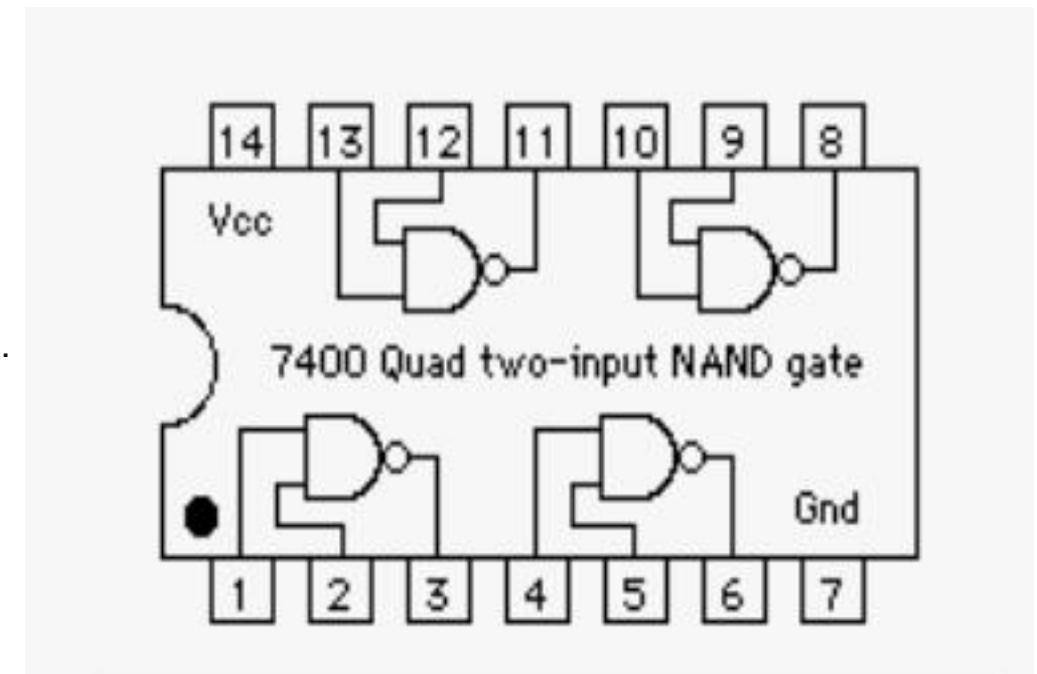 14 13 12 11 10 9 8
Vcc
.
7400 Quad two-input NAND gate
Gnd
1 2 3 4 5 6 7